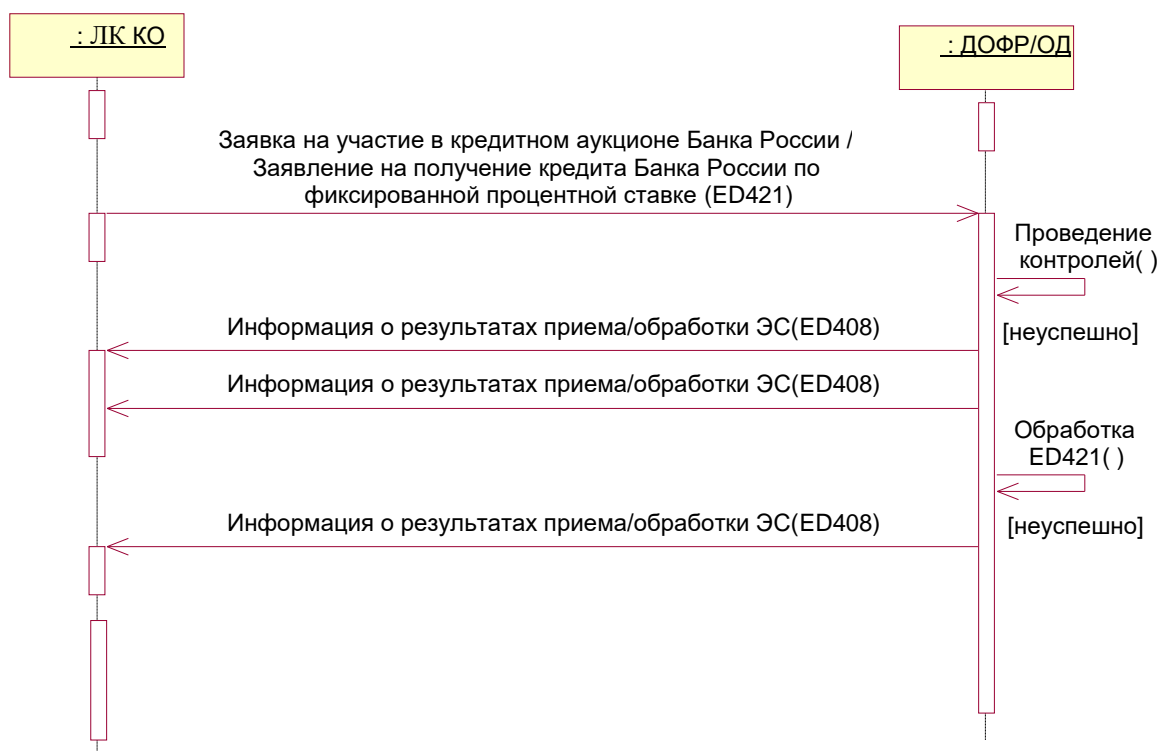 : ЛК КО
: ДОФР/ОД
Заявка на участие в кредитном аукционе Банка России /
Заявление на получение кредита Банка России по
фиксированной процентной ставке (ED421)
Проведение
контролей( )
Информация о результатах приема/обработки ЭС(ED408)
[неуспешно]
Информация о результатах приема/обработки ЭС(ED408)
Обработка
ED421( )
Информация о результатах приема/обработки ЭС(ED408)
[неуспешно]